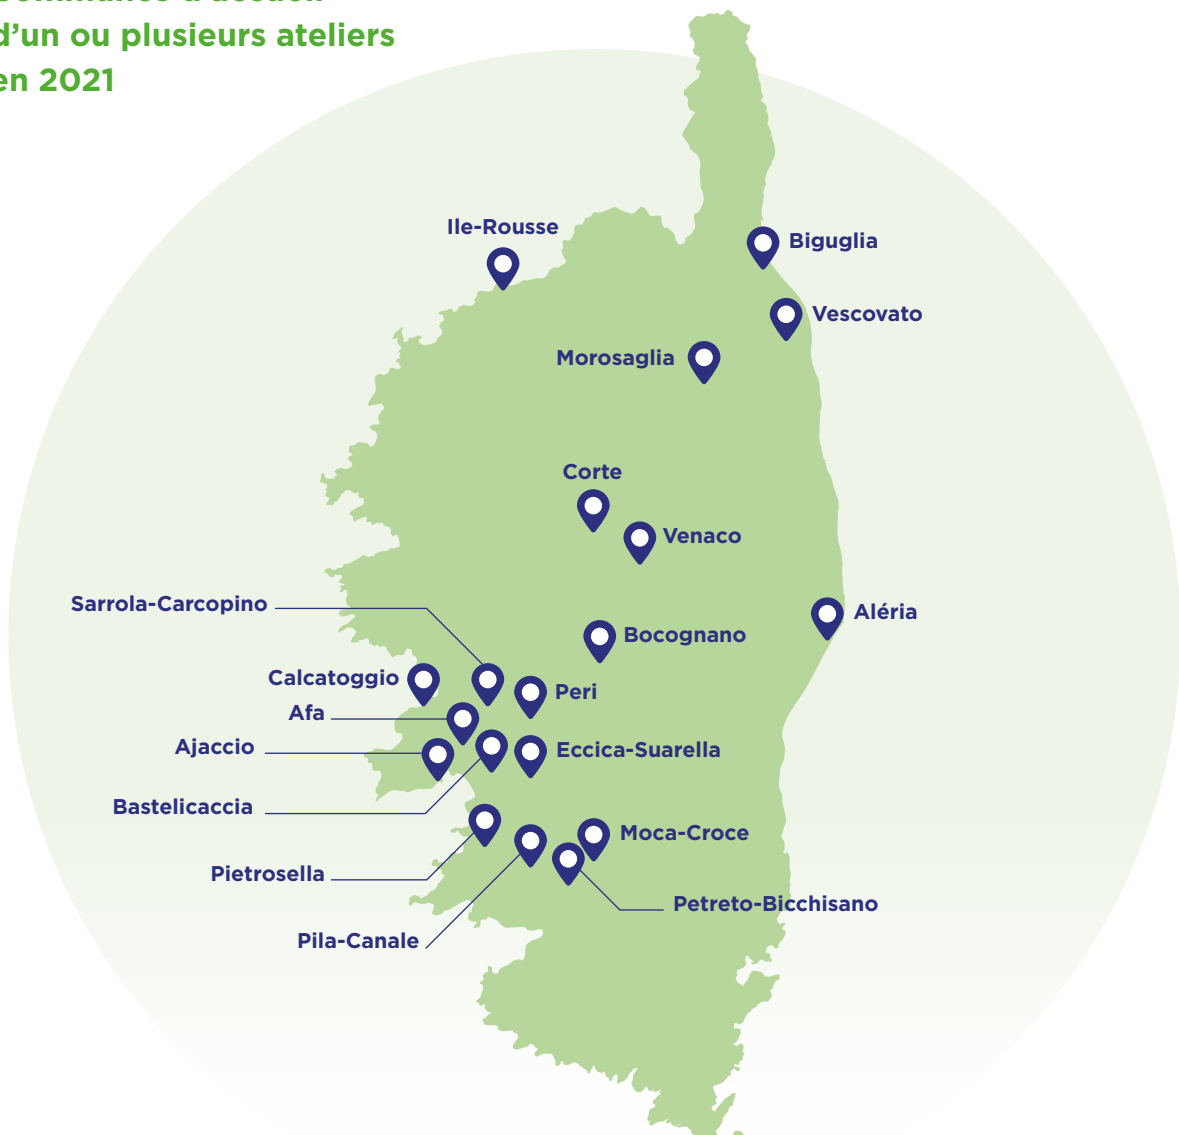 d'un ou plusieurs ateliers
en 2021
Ile-Rousse
Biguglia
Vescovato
Morosaglia
Corte
Venaco
Sarrola-Carcopino
Aléria
Bocognano
Calcatoggio
Peri
Afa
Ajaccio
Eccica-Suarella
Bastelicaccia
Moca-Croce
Pietrosella
Petreto-Bicchisano
Pila-Canale